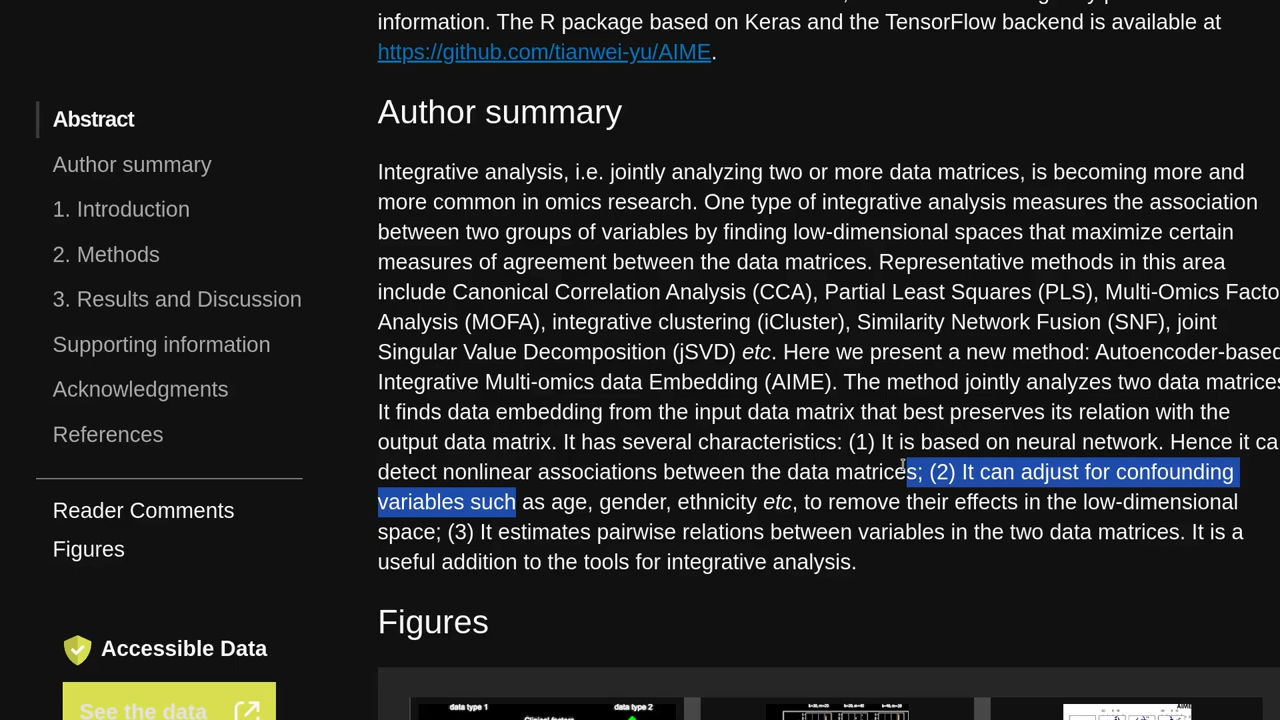 information. The R package based on Keras and the TensorFlow backend is available at
https://github.com/tianwei-yu/AIME.
Author summary
Integrative analysis, i.e. jointly analyzing two or more data matrices, is becoming more and
more common in omics research. One type of integrative analysis measures the association
between two groups of variables by finding low-dimensional spaces that maximize certain
measures of agreement between the data matrices. Representative methods in this area
include Canonical Correlation Analysis (CCA), Partial Least Squares (PLS), Multi-Omics Facto
Analysis (MOFA), integrative clustering (iCluster), Similarity Network Fusion (SNF), joint
Singular Value Decomposition (jSVD) etc. Here we present a new method: Autoencoder-based
Integrative Multi-omics data Embedding (AIME). The method jointly analyzes two data matrices
It finds data embedding from the input data matrix that best preserves its relation with the
output data matrix. It has several characteristics: (1) It is based on neural network. Hence it ca
detect nonlinear associations between the data matrices; (2) It can adjust for confounding
variables such as age, gender, ethnicity etc, to remove their effects in the low-dimensional
space; (3) It estimates pairwise relations between variables in the two data matrices. It is a
useful addition to the tools for integrative analysis.
Figures
data type 1
data type 2
Clinical factors
AIME
Abstract
Author summary
1. Introduction
2. Methods
3. Results and Discussion
Supporting information
Acknowledgments
References
Reader Comments
Figures
Accessible Data
See the data